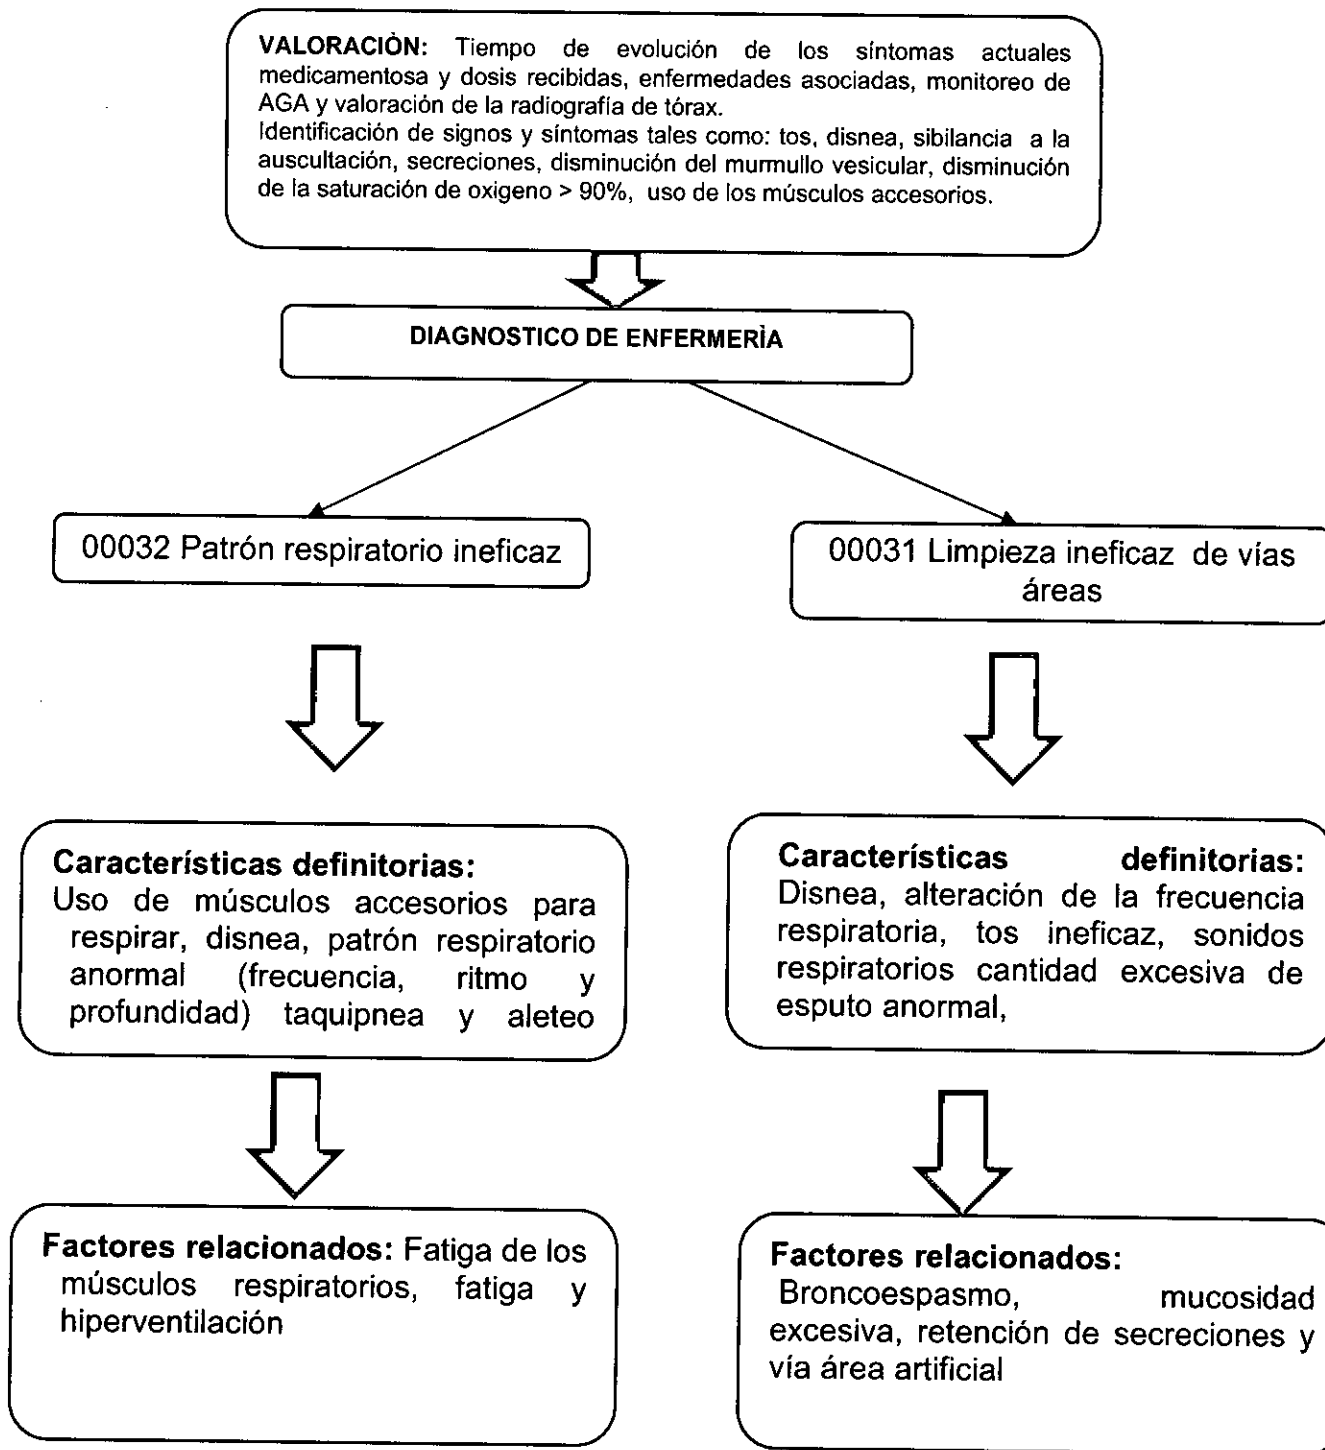 VALORACIÒN: Tiempo de evolución de los síntomas actuales
medicamentosa y dosis recibidas, enfermedades asociadas, monitoreo de
AGA y valoración de la radiografía de tórax.
Identificación de signos y síntomas tales como: tos, disnea, sibilancia a la
auscultación, secreciones, disminución del murmullo vesicular, disminución
de la saturación de oxigeno > 90%, uso de los músculos accesorios.
DIAGNOSTICO DE ENFERMERÌA
00032 Patrón respiratorio ineficaz
00031 Limpieza ineficaz de vías
áreas
Características definitorias:
Uso de músculos accesorios para
respirar, disnea, patrón respiratorio
anormal (frecuencia, ritmo y
profundidad) taquipnea y aleteo
Características definitorias:
Disnea, alteración de la frecuencia
respiratoria, tos ineficaz, sonidos
respiratorios cantidad excesiva de
esputo anormal,
Factores relacionados: Fatiga de los
músculos respiratorios, fatiga y
hiperventilación
Factores relacionados:
Broncoespasmo, mucosidad
excesiva, retención de secreciones y
vía área artificial